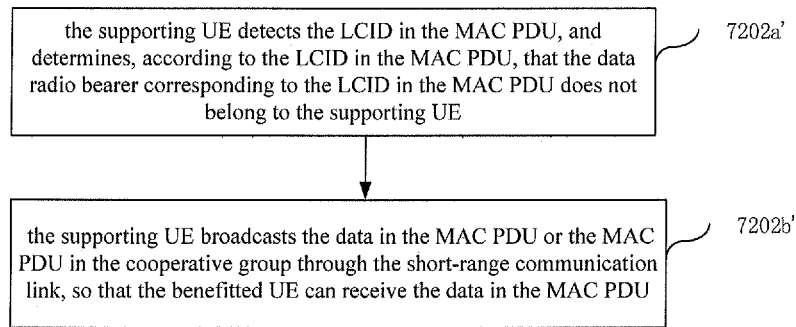 the supporting UE detects the LCID in the MAC PDU, and
determines, according to the LCID in the MAC PDU, that the data
radio bearer corresponding to the LCID in the MAC PDU does not
belong to the supporting UE
7202a'
the supporting UE broadcasts the data in the MAC PDU or the MAC
PDU in the cooperative group through the short-range communication
link, so that the benefitted UE can receive the data in the MAC PDU
7202b'